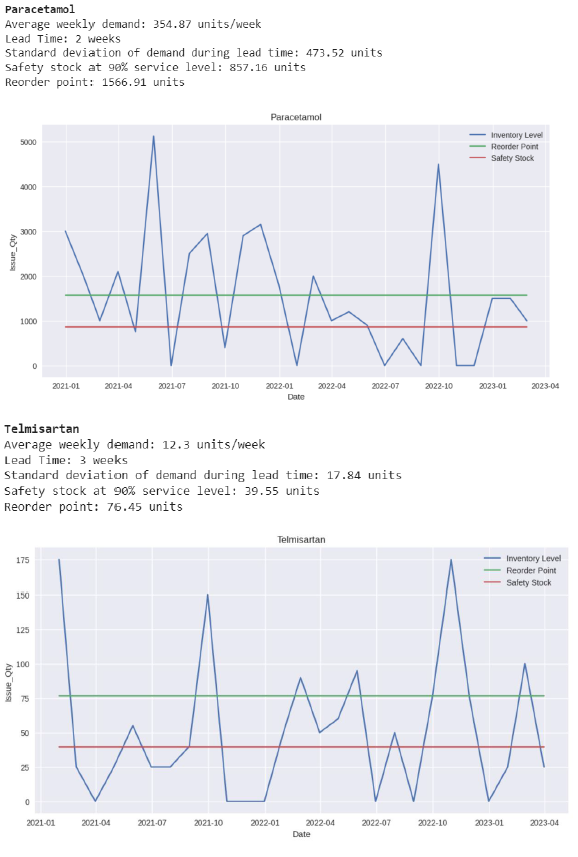 Paracetamol
Average weekly demand: 354.87 units/week
Lead Time: 2 weeks
Standard deviation of demand during lead time: 473.52 units
Safety stock at 90% service level: 857.16 units
Reorder point: 1566.91 units
Paracetamol
Inventory Level
Reorder Point
Safety Stock
Issue_Qty
5000
4000
3000
2000
1000
0
2021-01 2021-04 2021-07 2021-10 2022-01 2022-04 2022-07 2022-10 2023-01 2023-04
Date
Telmisartan
Average weekly demand: 12.3 units/week
Lead Time: 3 weeks
Standard deviation of demand during lead time: 17.84 units
Safety stock at 90% service level: 39.55 units
Reorder point: 76.45 units
Telmisartan
Inventory Level
Reorder Point
Safety Stock
Issue_Qty
175
150
125
100
75
50
25
0
2021-01 2021-04 2021-07 2021-10 2022-01 2022-04 2022-07 2022-10 2023-01 2023-04
Date